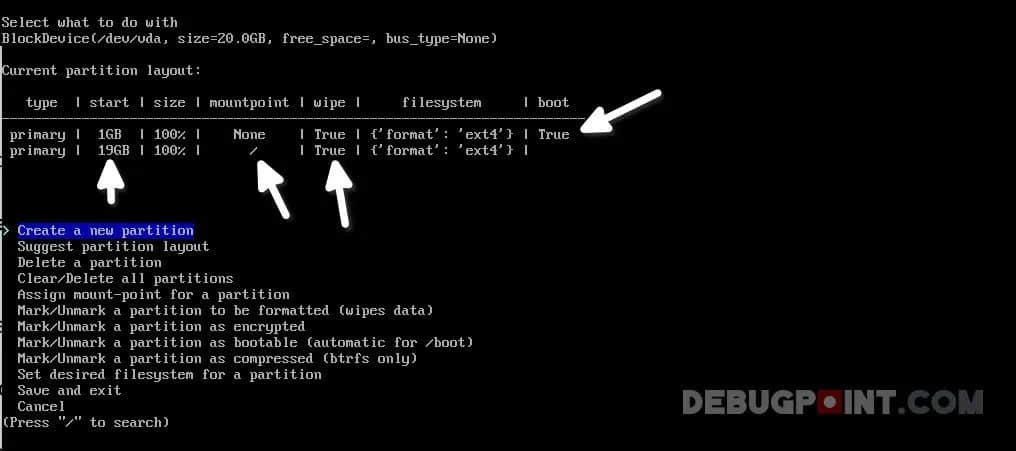 Select what to do with
BlockDevice(/dev/vda, size=20.0GB, free_space=, bus_type=None)
Current partition layout:
type | start | size | mountpoint | wipe | filesystem | boot
primary | 1GB | 100% | None | True | {'format': 'ext4'} | True
primary | 19GB | 100% | / | True | {'format': 'ext4'} |
> Create a new partition
Suggest partition layout
Delete a partition
Clear/Delete all partitions
Assign mount-point for a partition
Mark/Unmark a partition to be formatted (wipes data)
Mark/Unmark a partition as encrypted
Mark/Unmark a partition as bootable (automatic for /boot)
Mark/Unmark a partition as compressed (btrfs only)
Set desired filesystem for a partition
Save and exit
Cancel
(Press "/" to search)
DEBUGPOINT.COM